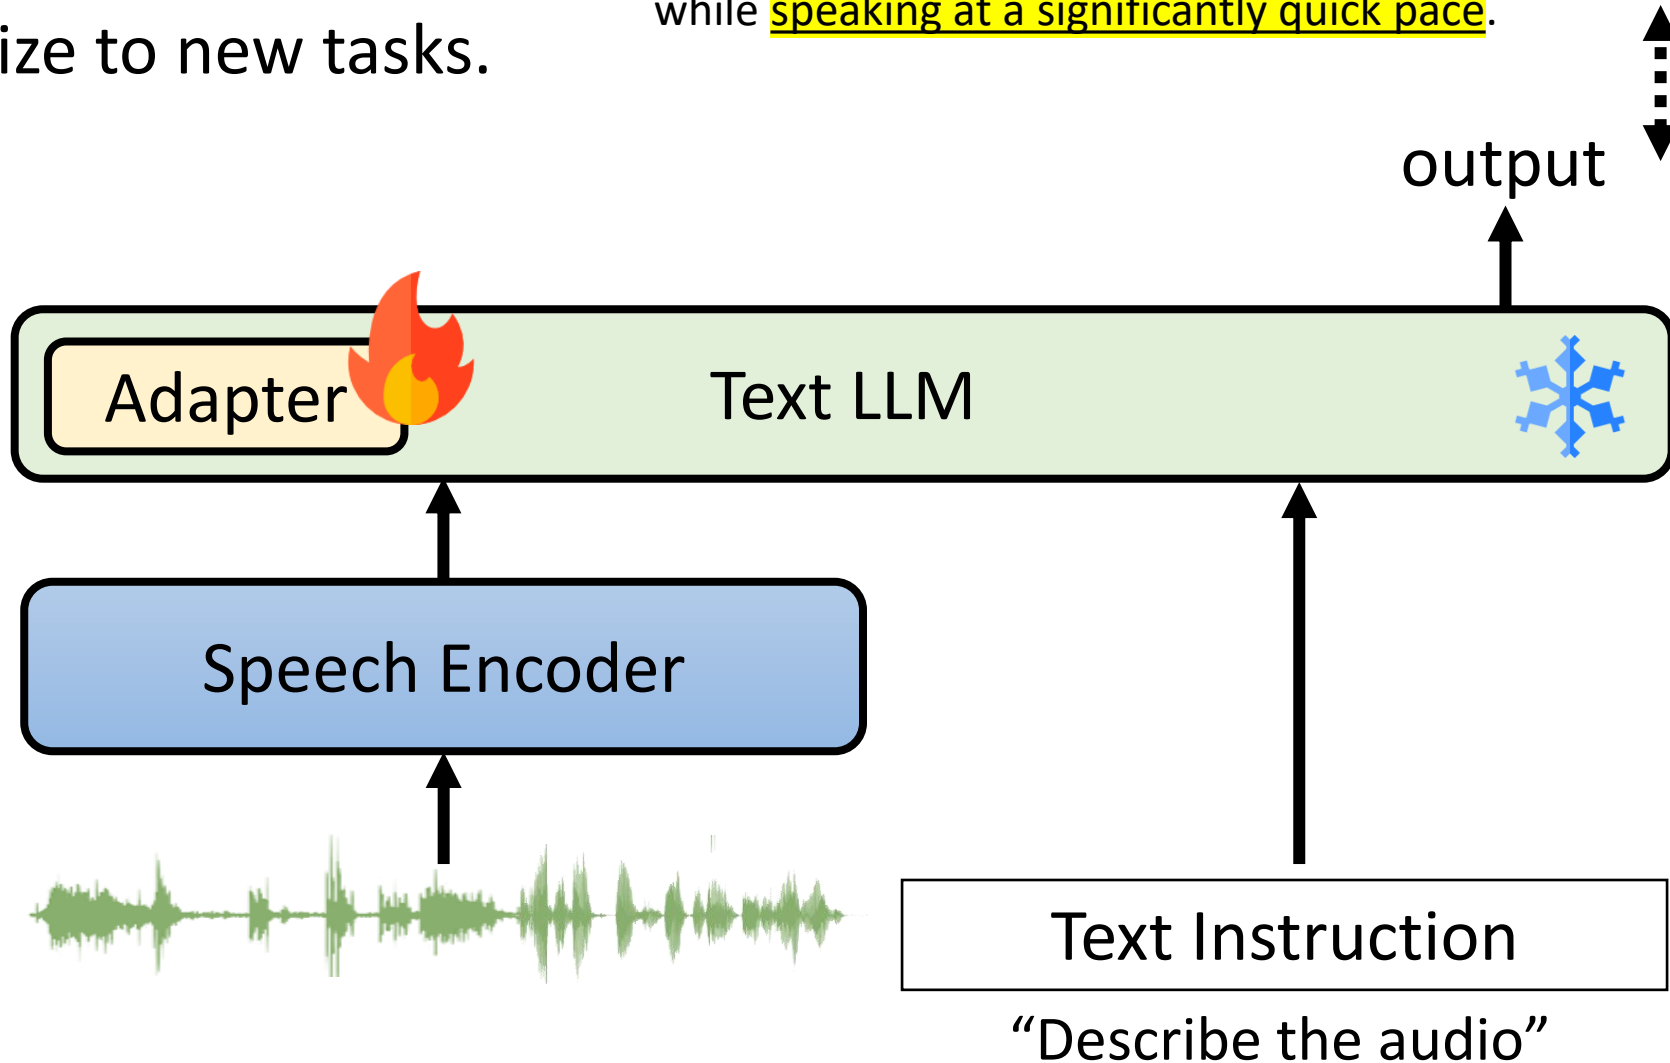 while speaking at a significantly quick pace.
ize to new tasks.
output
Adapter
Text LLM
Speech Encoder
Text Instruction
“Describe the audio”